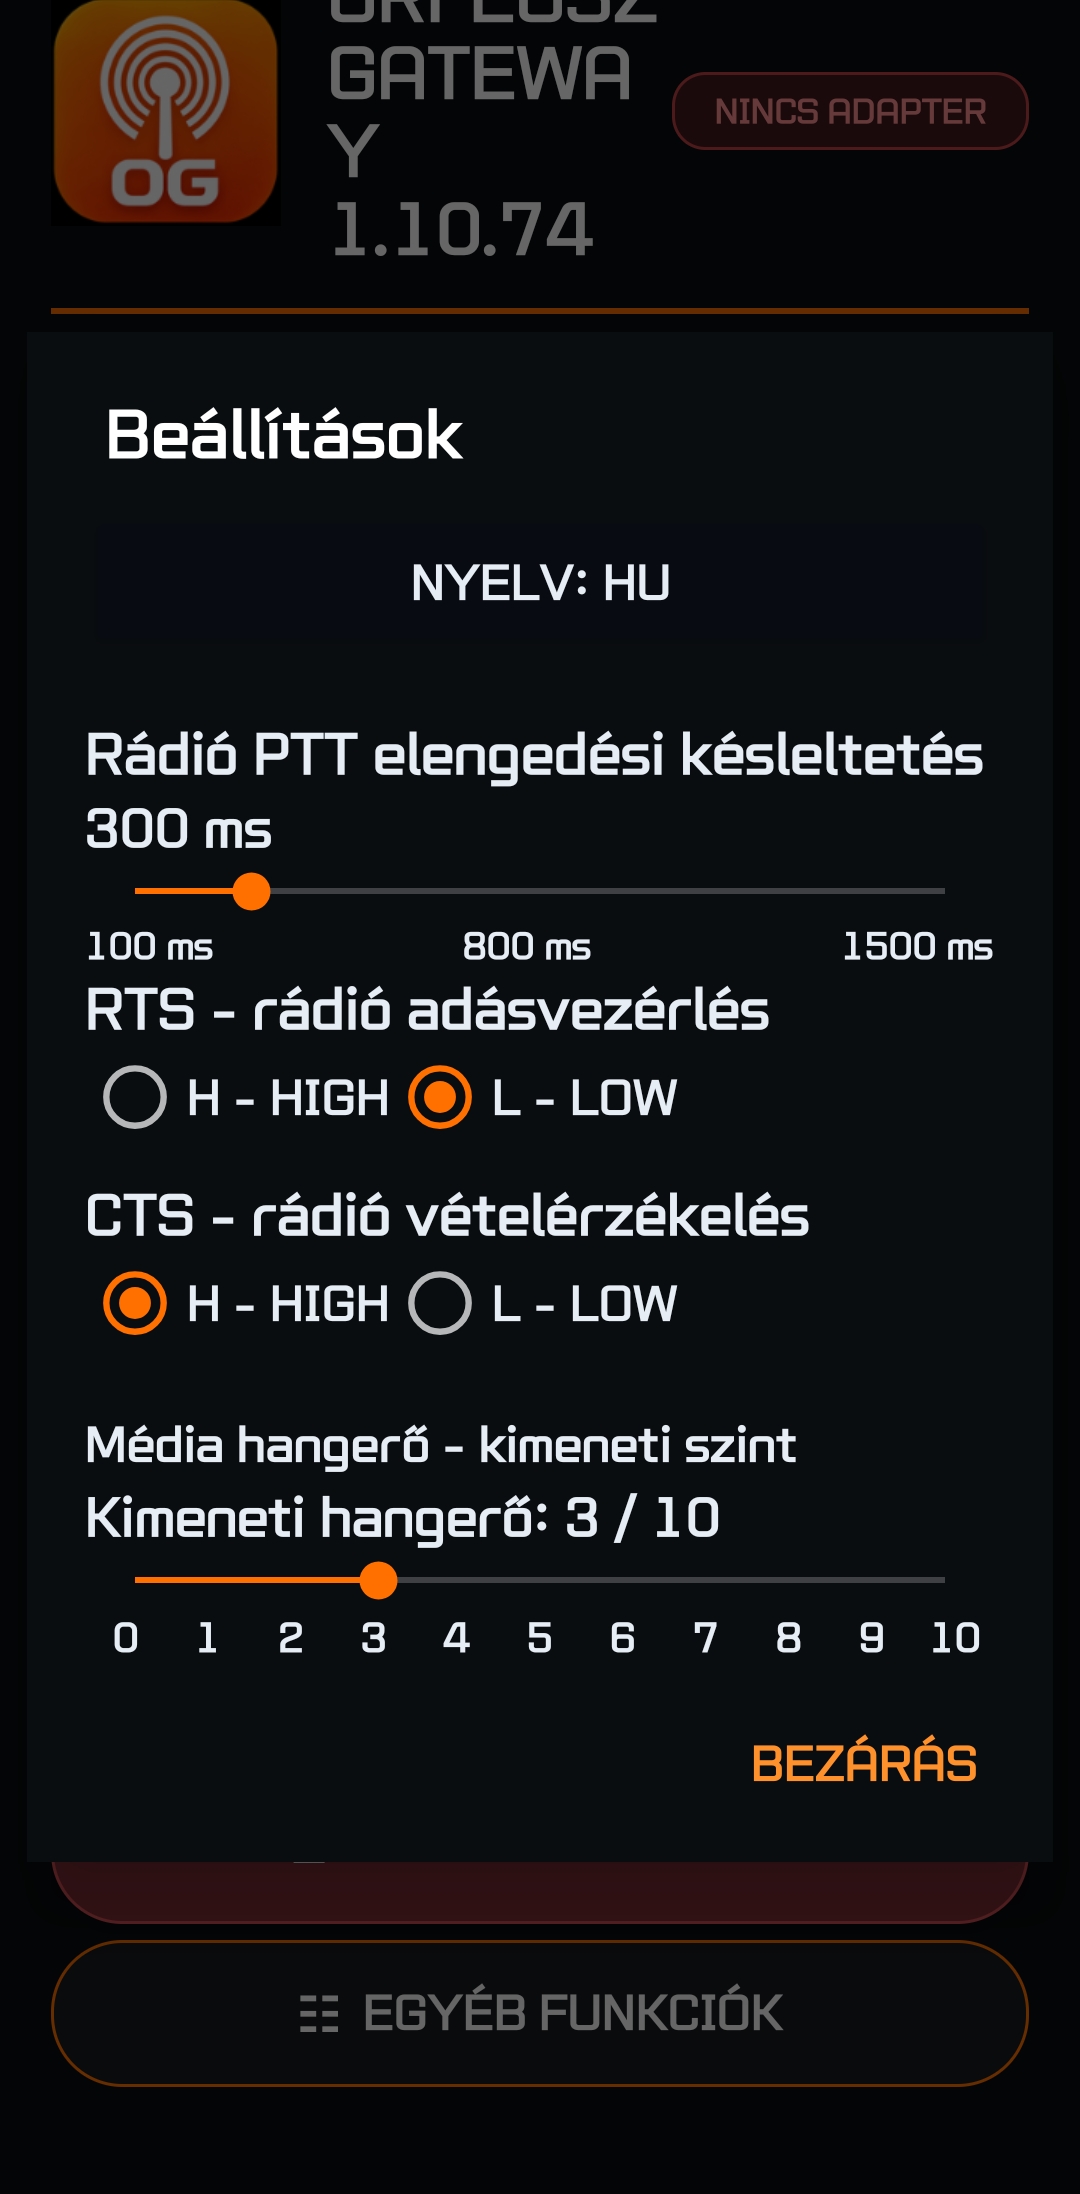 ORFEUSZ
GATEWA
Y
1.10.74
NINCS ADAPTER
OG
Beállítások
NYELV: HU
Rádió PTT elengedési késleltetés
300 ms
100 ms 800 ms 1500 ms
RTS - rádió adásvezérlés
H - HIGH L - LOW
CTS - rádió vételérzékelés
H - HIGH L - LOW
Média hangerő - kimeneti szint
Kimeneti hangerő: 3 / 10
0 1 2 3 4 5 6 7 8 9 10
BEZÁRÁS
EGYÉB FUNKCIÓK